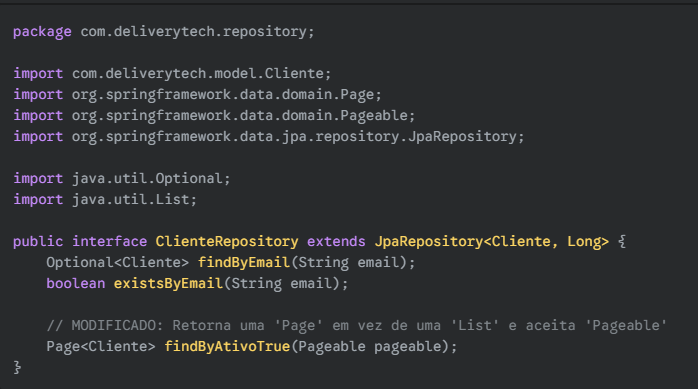 package com.deliverytech.repository;
import com.deliverytech.model.Cliente;
import org.springframework.data.domain.Page;
import org.springframework.data.domain.Pageable;
import org.springframework.data.jpa.repository.JpaRepository;
import java.util.Optional;
import java.util.List;
public interface ClienteRepository extends JpaRepository<Cliente, Long> {
    Optional<Cliente> findByEmail(String email);
    boolean existsByEmail(String email);
    // MODIFICADO: Retorna uma 'Page' em vez de uma 'List' e aceita 'Pageable'
    Page<Cliente> findByAtivoTrue(Pageable pageable);
}